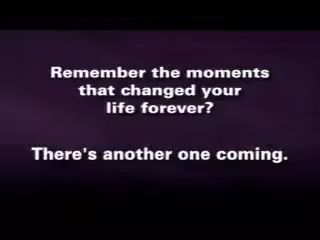 Remember the moments
that changed your
life forever?
There's another one coming.